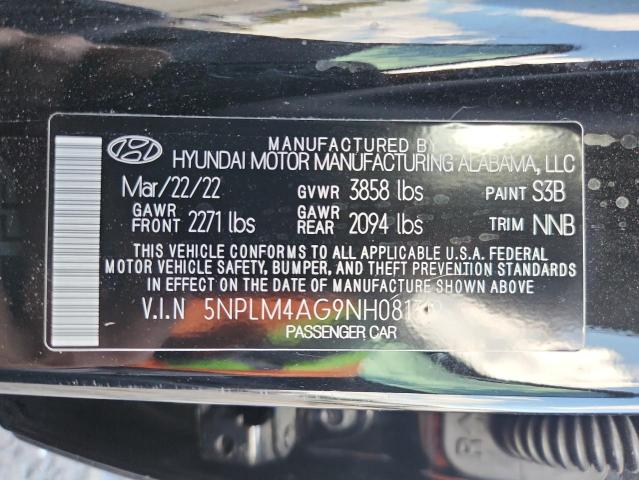 MANUFACTURED BY
HYUNDAI MOTOR MANUFACTURING ALABAMA, LLC
Mar/22/22 GVWR 3858 lbs PAINT S3B
GAWR FRONT 2271 lbs GAWR REAR 2094 lbs TRIM NNB
THIS VEHICLE CONFORMS TO ALL APPLICABLE U.S.A. FEDERAL
MOTOR VEHICLE SAFETY, BUMPER, AND THEFT PREVENTION STANDARDS
IN EFFECT ON THE DATE OF MANUFACTURE SHOWN ABOVE.
V.I.N
PASSENGER CAR